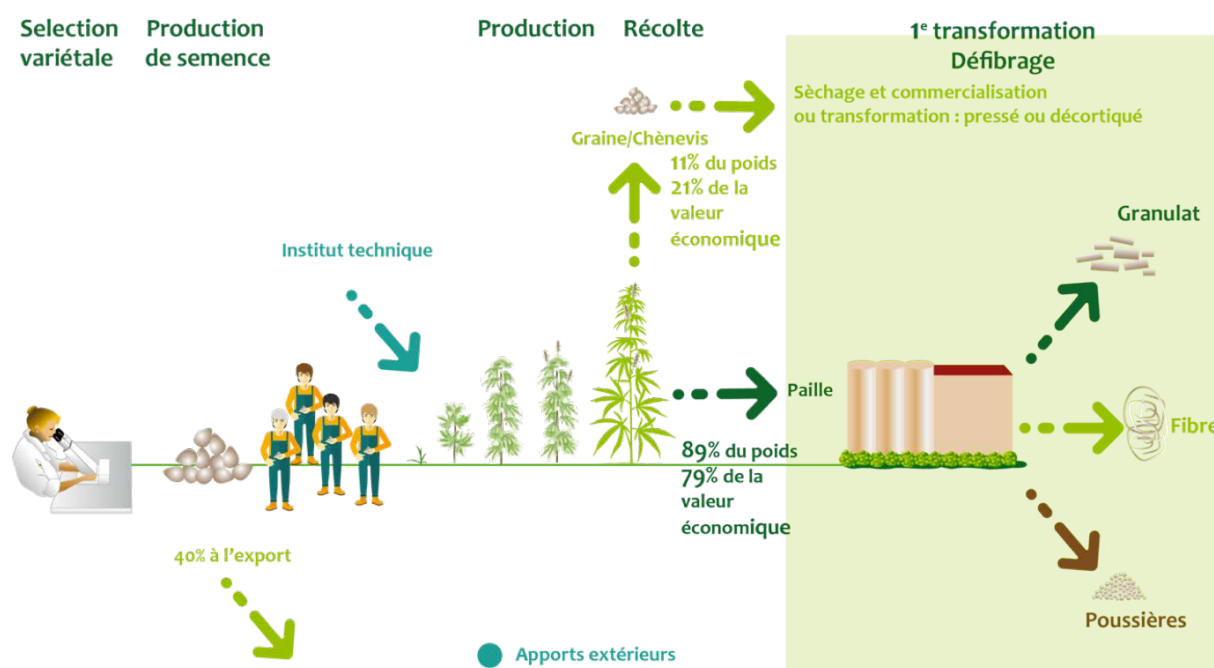 Selection
variétale
Production
de semence
Production
Récolte
1e transformation
Défibrage
Sèchage et commercialisation
ou transformation : pressé ou décortiqué
Graine/Chènevis
11% du poids
21% de la
valeur
économique
Institut technique
Granulat
Paille
Fibre
89% du poids
79% de la
valeur
économique
40% à l'export
Poussières
Apports extérieurs